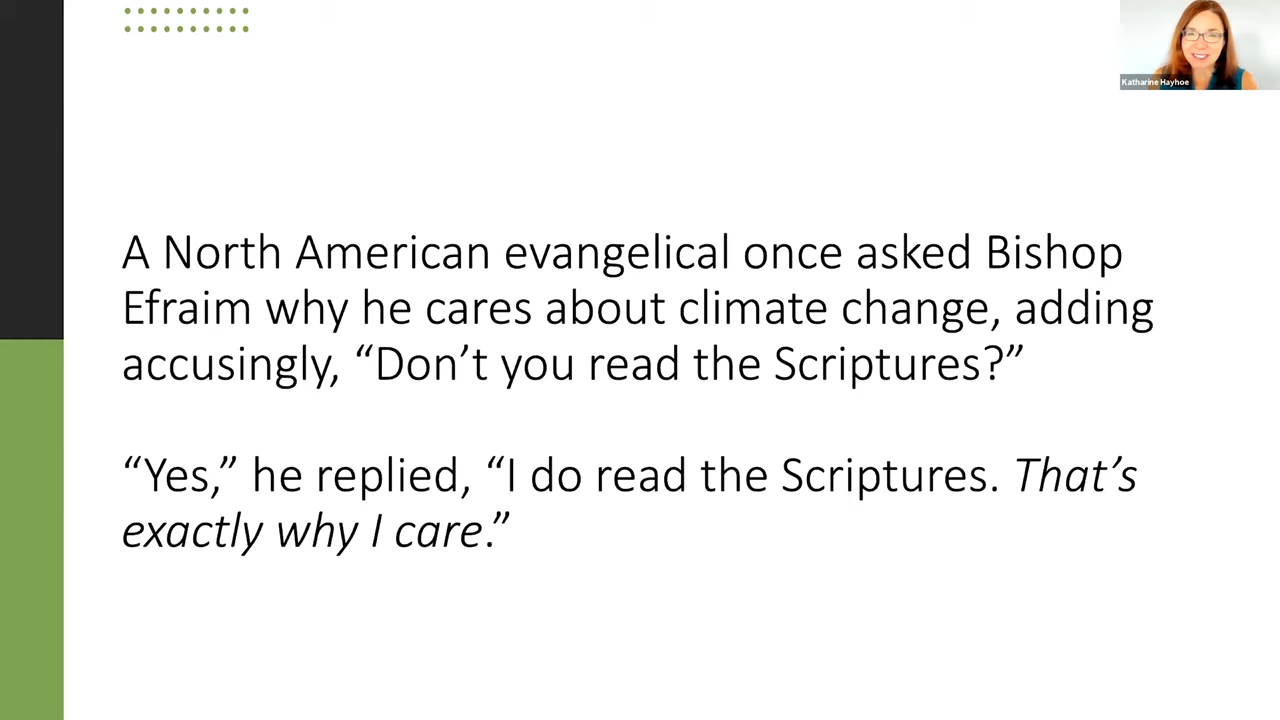 Katharine Hayhoe
A North American evangelical once asked Bishop
Efraim why he cares about climate change, adding
accusingly, “Don’t you read the Scriptures?”
“Yes,” he replied, “I do read the Scriptures. That’s
exactly why I care.”